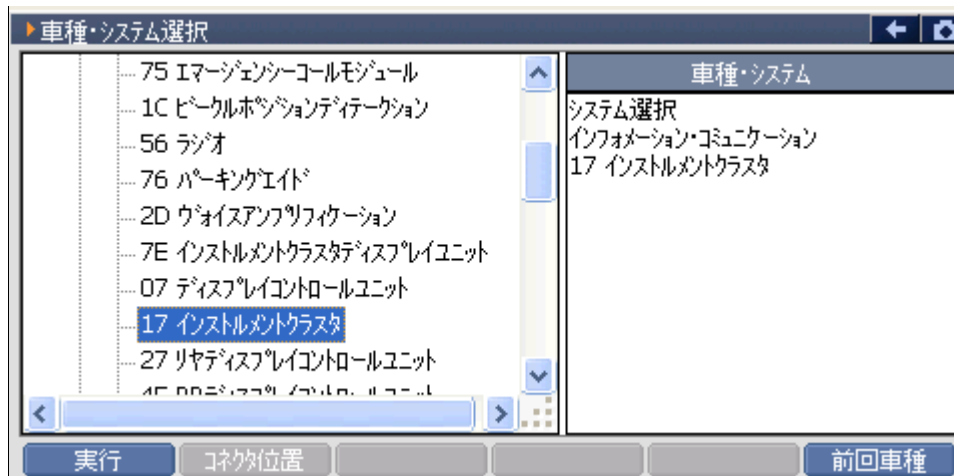 車種・システム選択
75 エマージェンシーコールモジュール
1C ビークルポジションディテークション
56 ラジオ
76 パーキングエイド
2D ヴォイスアンプリフィケーション
7E インストルメントクラスタディスプレイユニット
07 ディスプレイコントロールユニット
17 インストルメントクラスタ
27 リヤディスプレイコントロールユニット
車種・システム
システム選択
インフォメーション・コミュニケーション
17 インストルメントクラスタ
実行
コネクタ位置
前回車種